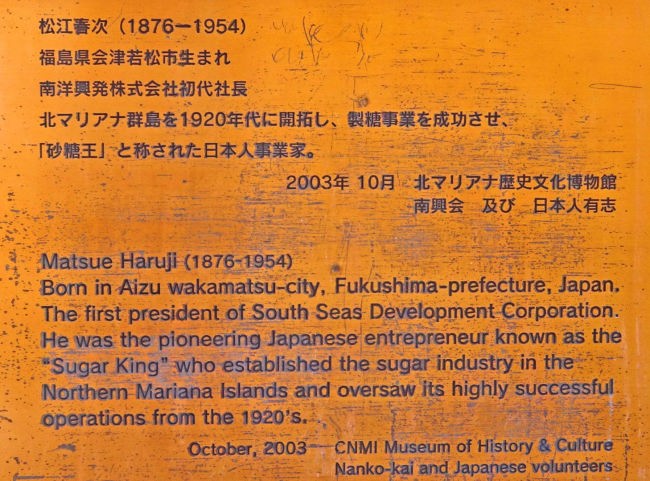 松江春次（1876ー1954）
福島県会津若松市生まれ
南洋興発株式会社初代社長
北マリアナ群島を1920年代に開拓し、製糖事業を成功させ、
「砂糖王」と称された日本人事業家。
2003年 10月　北マリアナ歴史文化博物館
南興会　及び　日本人有志
Matsue Haruji (1876-1954)
Born in Aizu wakamatsu-city, Fukushima-prefecture, Japan.
The first president of South Seas Development Corporation.
He was the pioneering Japanese entrepreneur known as the
“Sugar King” who established the sugar industry in the
Northern Mariana Islands and oversaw its highly successful
operations from the 1920's.
October, 2003　CNMI Museum of History & Culture
Nanko-kai and Japanese volunteers